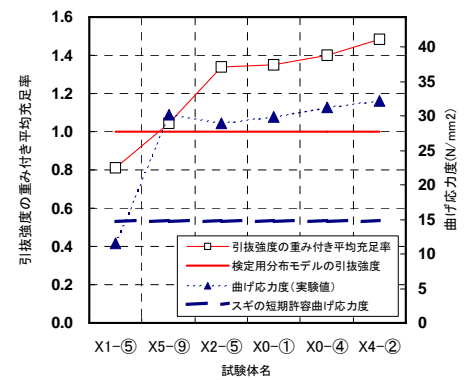 引抜強度の重み付き平均充足率
1.6
1.4
1.2
1.0
0.8
0.6
0.4
0.2
0.0
40
35
30
25
20
15
10
5
0
曲げ応力度(N/mm2)
引抜強度の重み付き平均充足率
検定用分布モデルの引抜強度
曲げ応力度(実験値)
スギの短期許容曲げ応力度
X1-⑤ X5-⑨ X2-⑤ X0-① X0-④ X4-②
試験体名